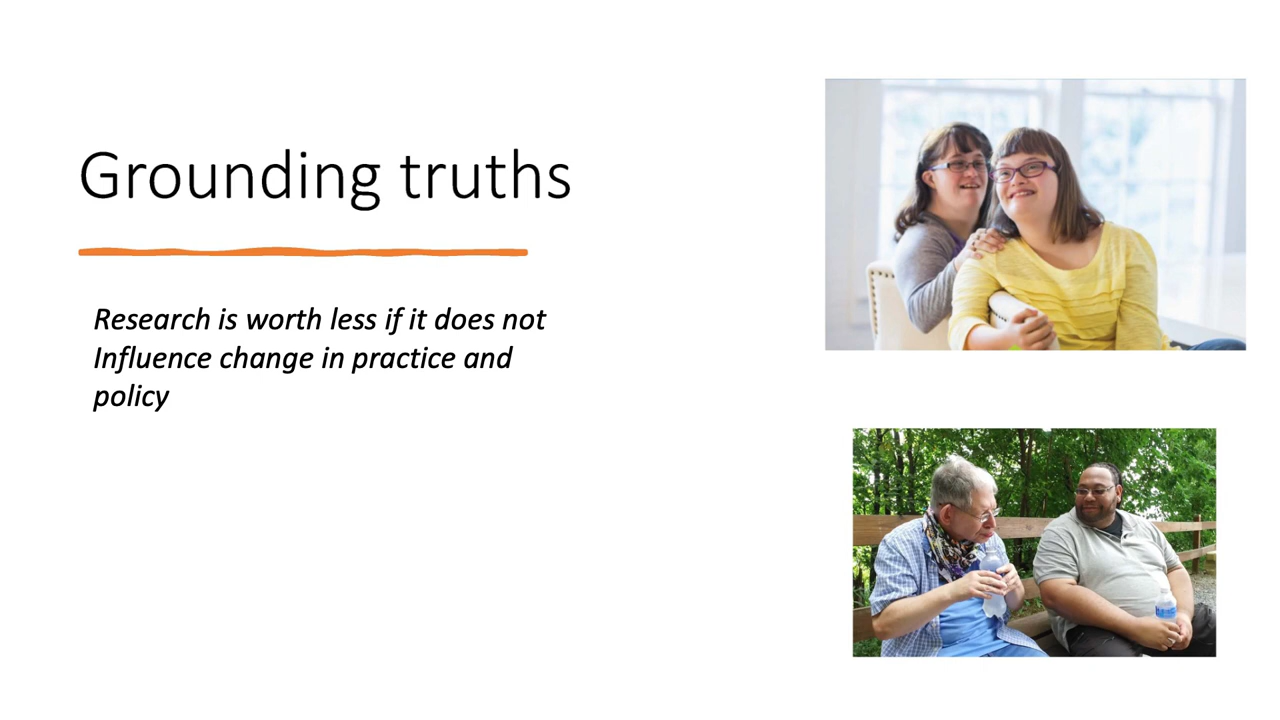 Grounding truths
Research is worth less if it does not
Influence change in practice and
policy